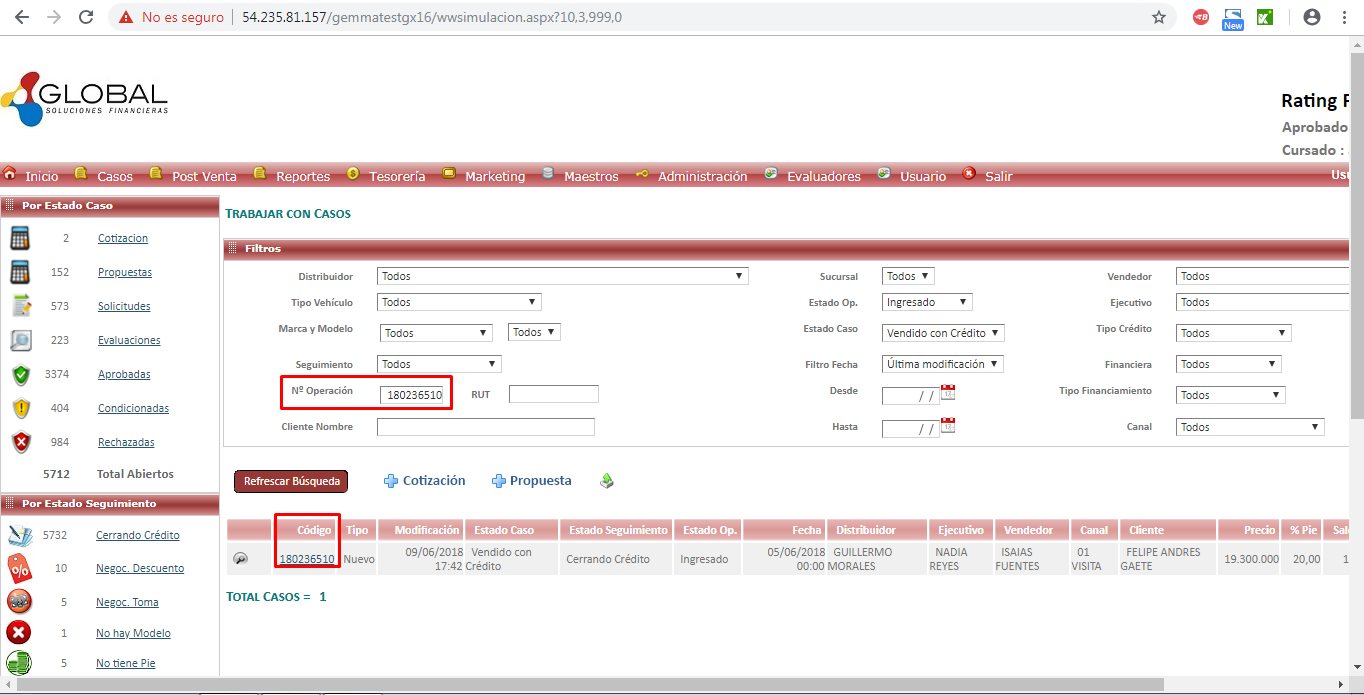 No es seguro
54.235.81.157/gemmatestgx16/wwsimulacion.aspx?10,3,999,0
New
GLOBAL
SOLUCIONES FINANCIERAS
Rating
Aprobado
Cursado :
Inicio Casos Post Venta Reportes Tesorería Marketing Maestros Administración Evaluadores Usuario Salir
Por Estado Caso
2 Cotizacion
152 Propuestas
573 Solicitudes
223 Evaluaciones
3374 Aprobadas
404 Condicionadas
984 Rechazadas
5712 Total Abiertos
Por Estado Seguimiento
5732 Cerrando Crédito
10 Negoc. Descuento
5 Negoc. Toma
1 No hay Modelo
5 No tiene Pie
TRABAJAR CON CASOS
Filtros
Distribuidor Todos Sucursal Todos Vendedor Todos
Tipo Vehículo Todos Estado Op. Ingresado Ejecutivo Todos
Marca y Modelo Todos Todos Estado Caso Vendido con Crédito Tipo Crédito Todos
Seguimiento Todos Filtro Fecha Última modificación Financiera Todos
Nº Operación 180236510 RUT Desde / / Tipo Financiamiento Todos
Cliente Nombre Hasta / / Canal Todos
Refrescar Búsqueda Cotización Propuesta
Código Tipo Modificación Estado Caso Estado Seguimiento Estado Op. Fecha Distribuidor Ejecutivo Vendedor Canal Cliente Precio % Pie
180236510 Nuevo 09/06/2018 17:42 Vendido con Crédito Cerrando Crédito Ingresado 05/06/2018 00:00 GUILLERMO MORALES NADIA REYES ISAIAS FUENTES 01 VISITA FELIPE ANDRES GAETE 19.300.000 20,00 1
TOTAL CASOS = 1